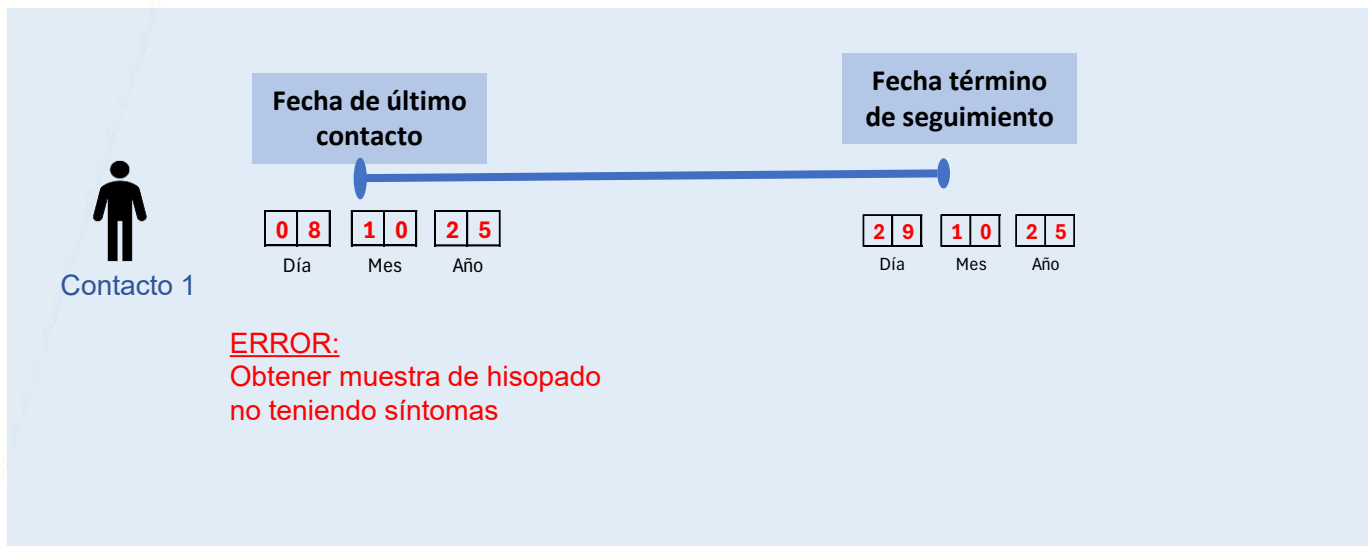 Fecha de último
contacto
Fecha término
de seguimiento
0 8 1 0 2 5
Día Mes Año
2 9 1 0 2 5
Día Mes Año
Contacto 1
ERROR:
Obtener muestra de hisopado
no teniendo síntomas